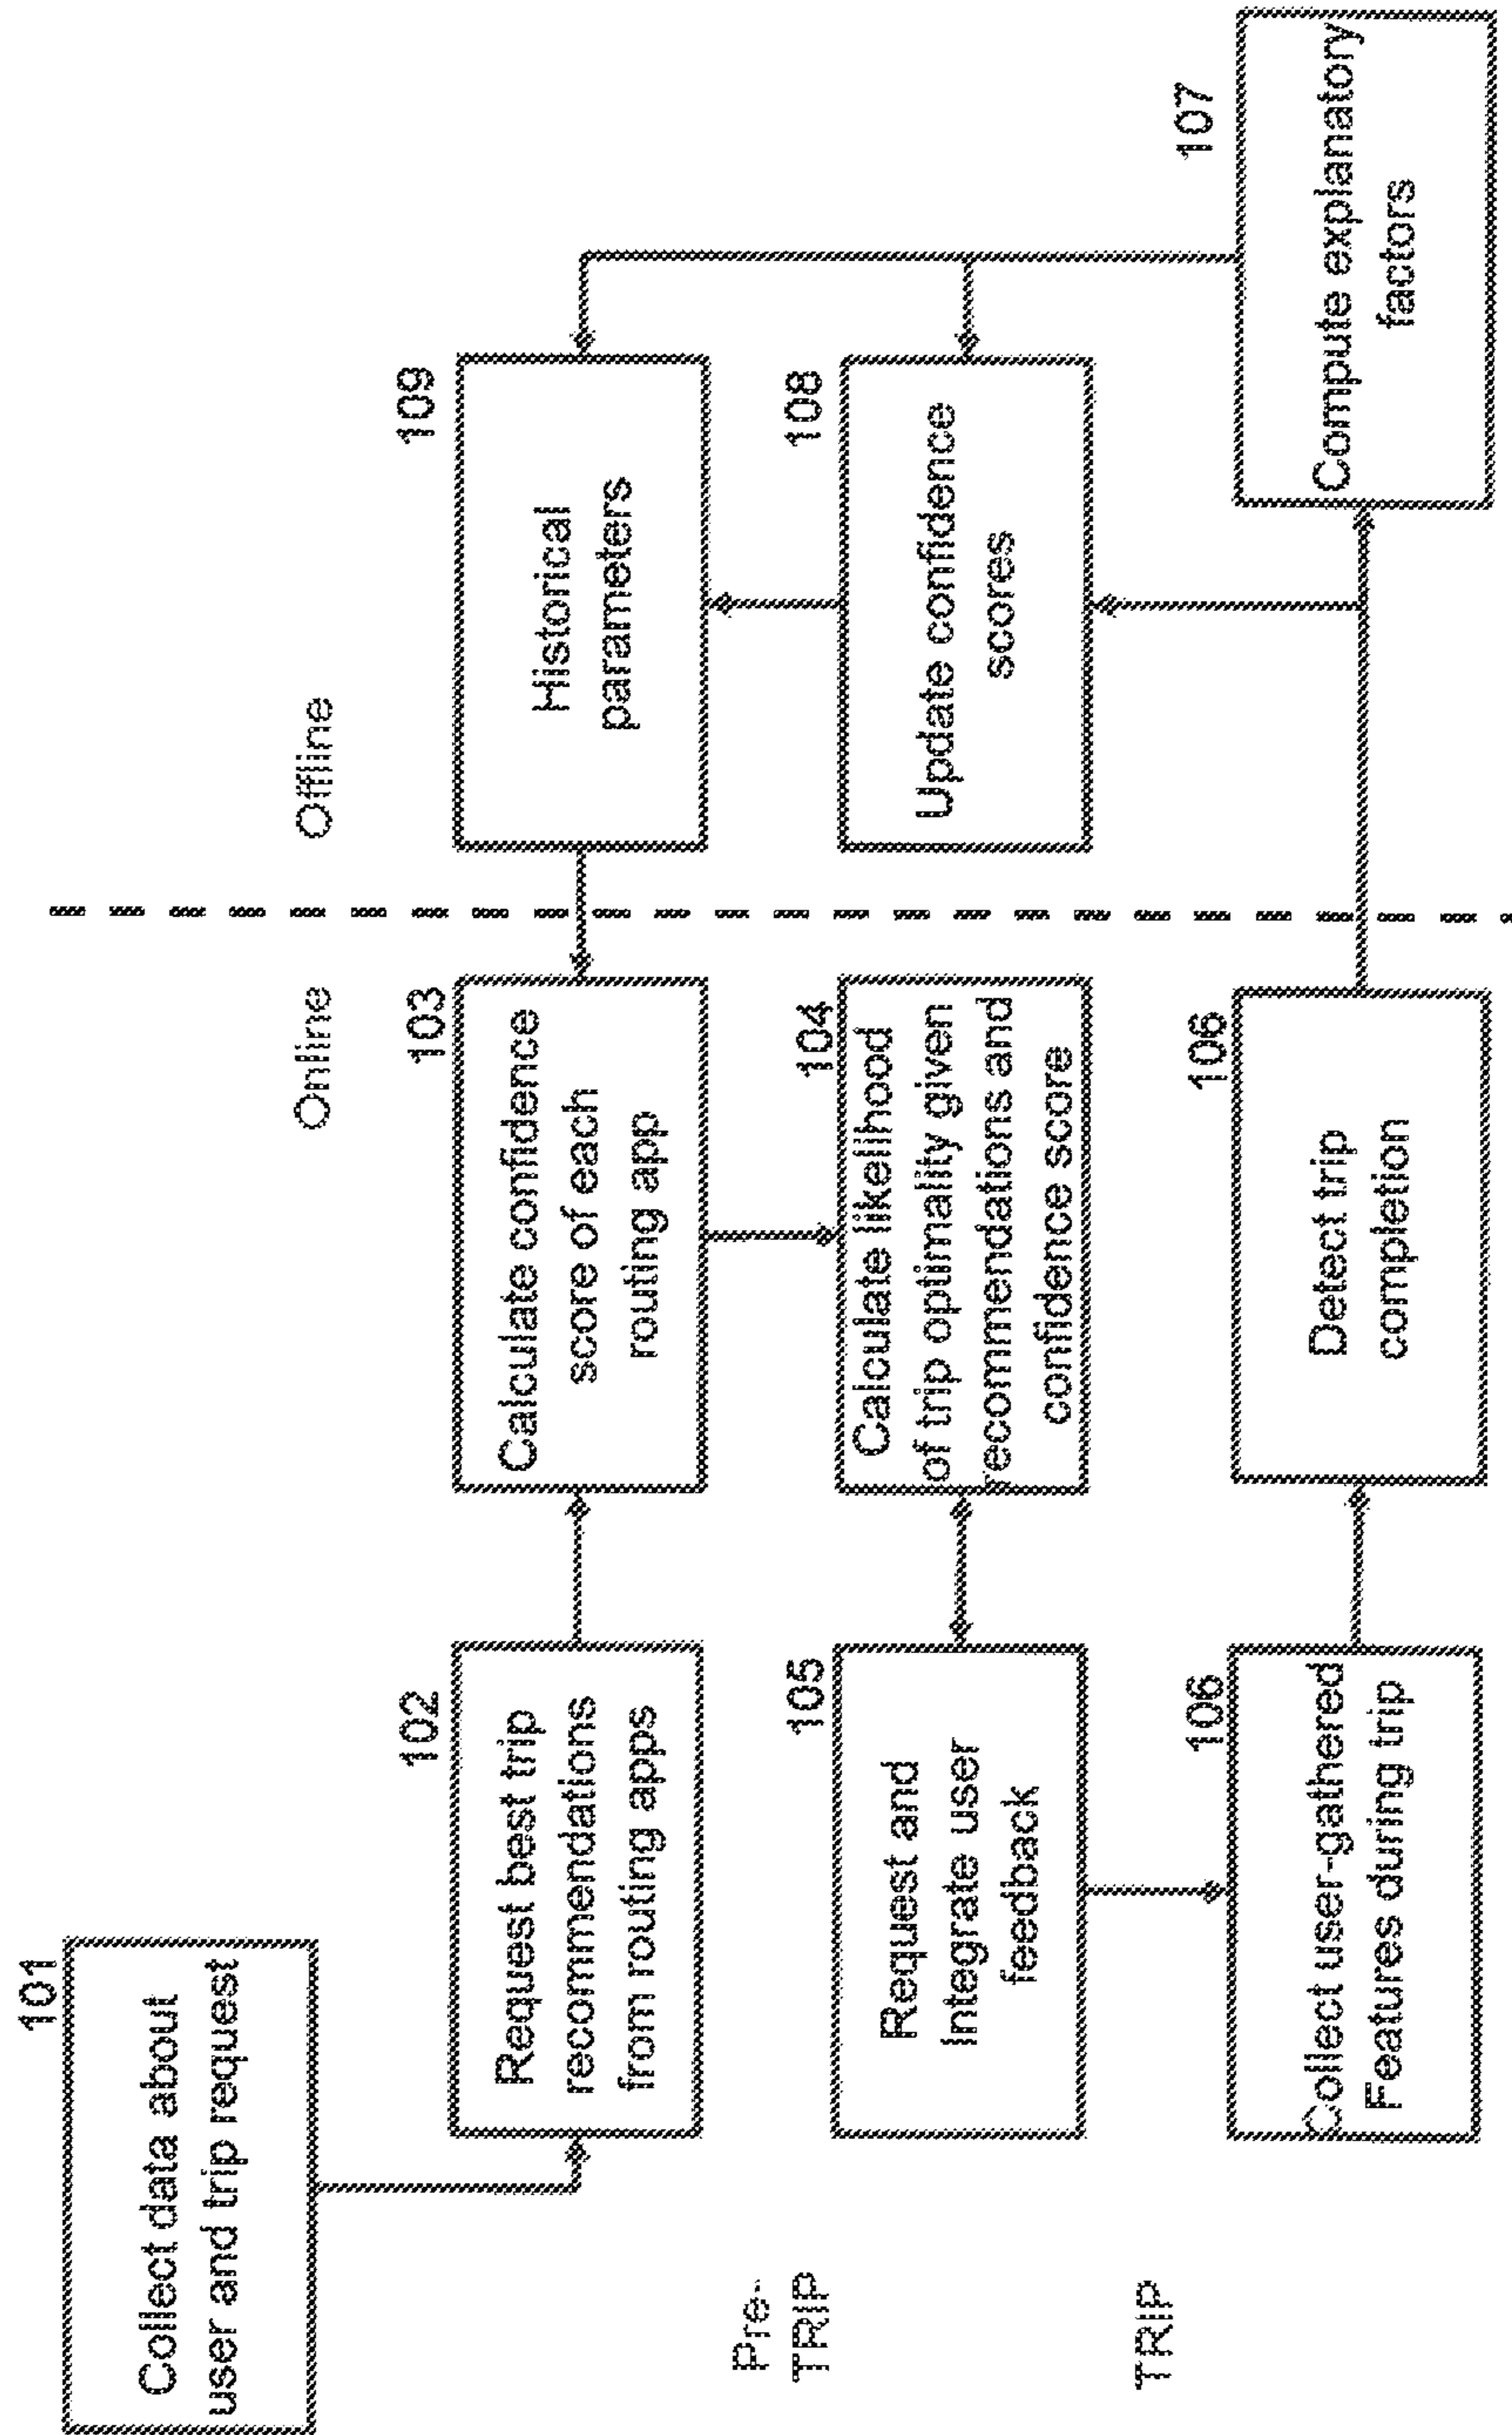 101
Collect data about
user and trip request
Online
Offline
102
Request best trip
recommendations
from routing apps
103
Calculate confidence
score of each
routing app
109
Historical
parameters
Pre-
TRIP
105
Request and
Integrate user
feedback
104
Calculate likelihood
of trip optimality given
recommendations and
confidence score
108
Update confidence
scores
TRIP
106
Collect user-gathered
Features during trip
106
Detect trip
completion
107
Compute explanatory
factors